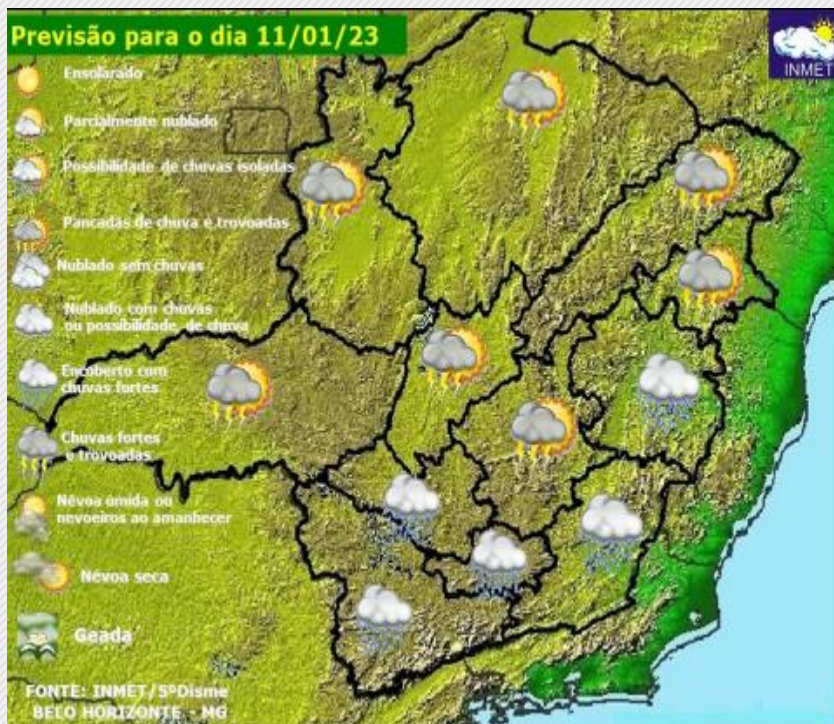 Previsão para o dia 11/01/23
INMET
Ensolarado
Parcialmente nublado
Possibilidade de chuvas isoladas
Pancadas de chuva e trovoadas
Nublado sem chuvas
Nublado com chuvas
ou possibilidade, de chuva
Encoberto com
chuvas fortes
Chuvas fortes
e trovoadas
Névoa úmida ou
nevoeiros ao amanhecer
Névoa seca
Geada
FONTE: INMET/5ºDisme
BELO HORIZONTE - MG